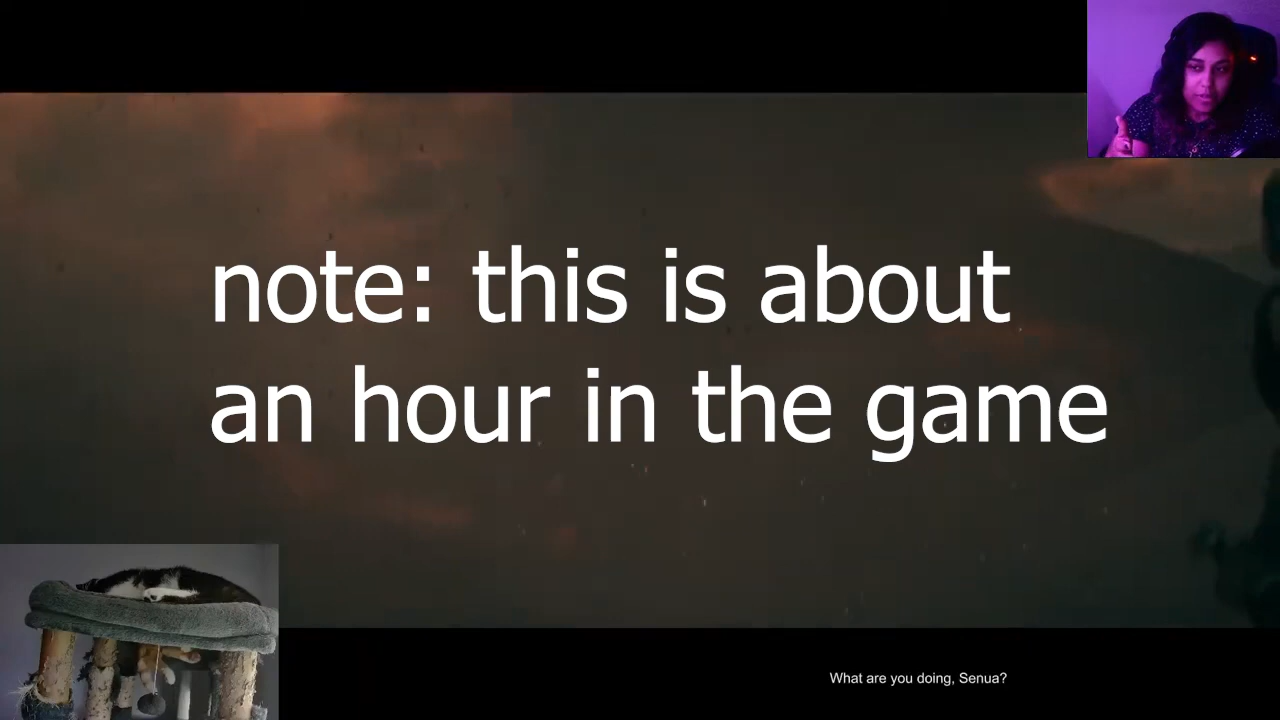 note: this is about
an hour in the game
What are you doing, Senua?